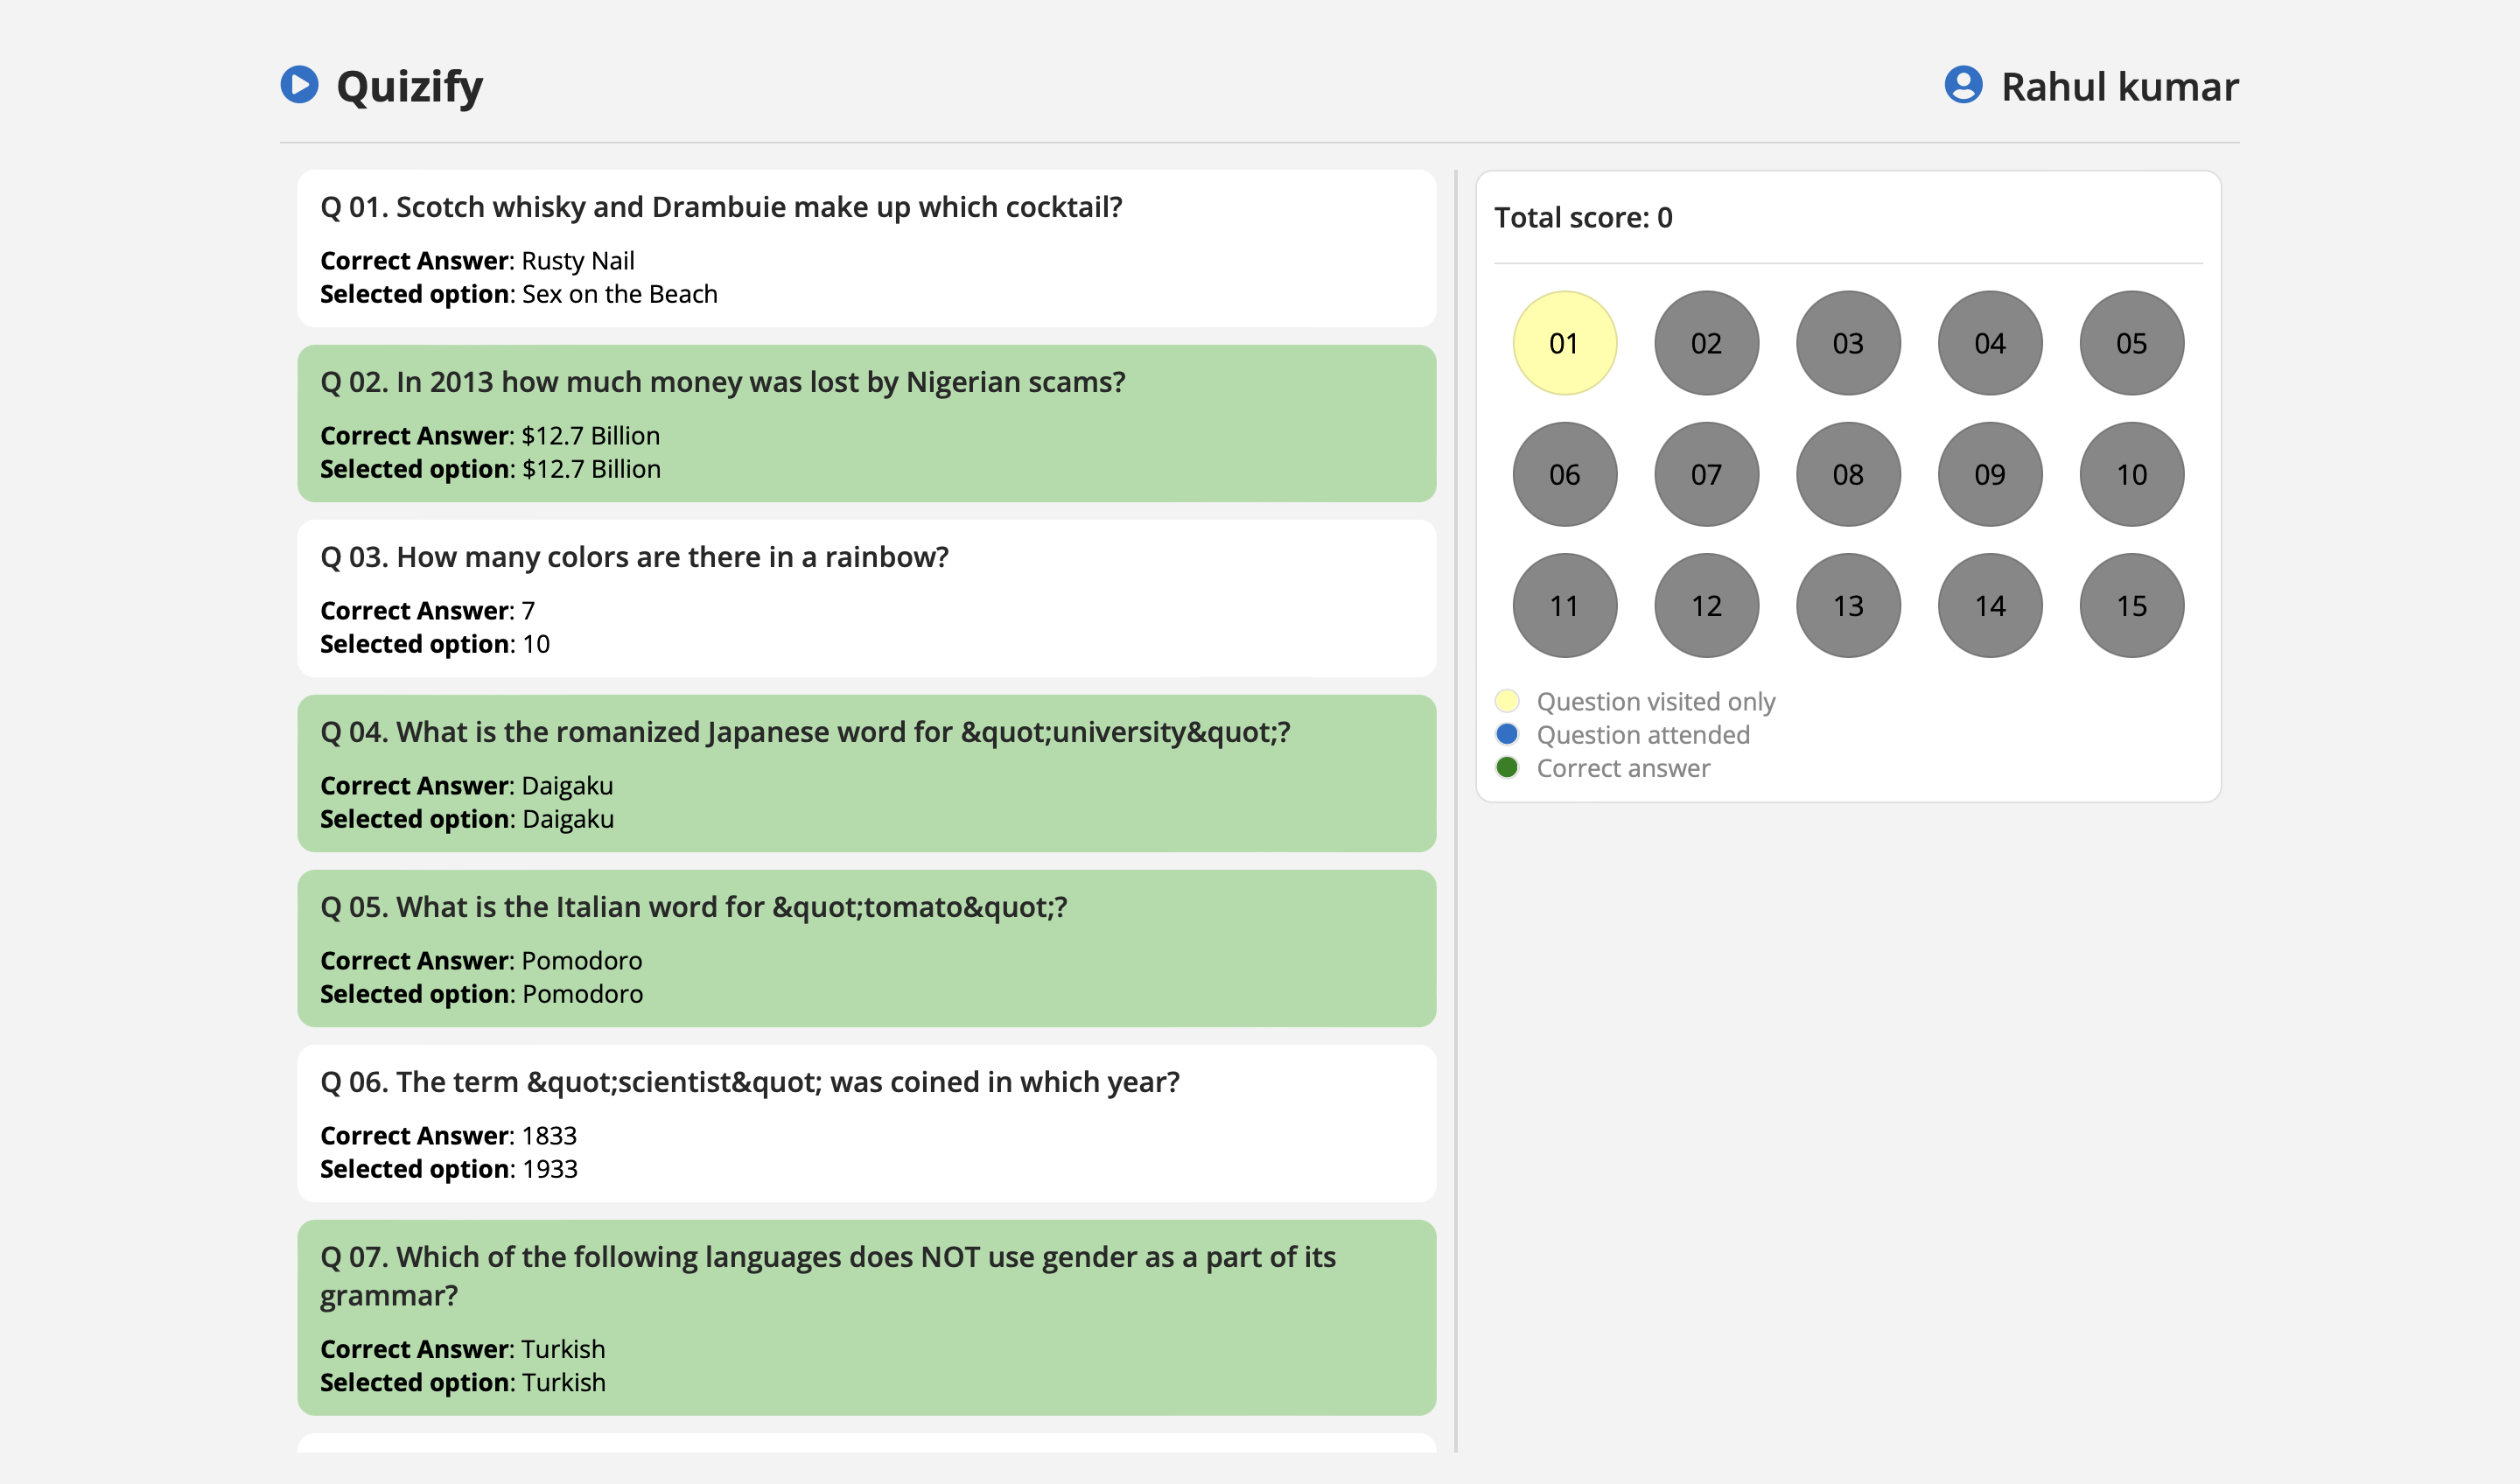 Quizify
Rahul kumar
Q 01. Scotch whisky and Drambuie make up which cocktail?
Correct Answer: Rusty Nail
Selected option: Sex on the Beach
Q 02. In 2013 how much money was lost by Nigerian scams?
Correct Answer: $12.7 Billion
Selected option: $12.7 Billion
Q 03. How many colors are there in a rainbow?
Correct Answer: 7
Selected option: 10
Q 04. What is the romanized Japanese word for &quot;university&quot;?
Correct Answer: Daigaku
Selected option: Daigaku
Q 05. What is the Italian word for &quot;tomato&quot;?
Correct Answer: Pomodoro
Selected option: Pomodoro
Q 06. The term &quot;scientist&quot; was coined in which year?
Correct Answer: 1833
Selected option: 1933
Q 07. Which of the following languages does NOT use gender as a part of its
grammar?
Correct Answer: Turkish
Selected option: Turkish
Total score: 0
01 02 03 04 05
06 07 08 09 10
11 12 13 14 15
Question visited only
Question attended
Correct answer